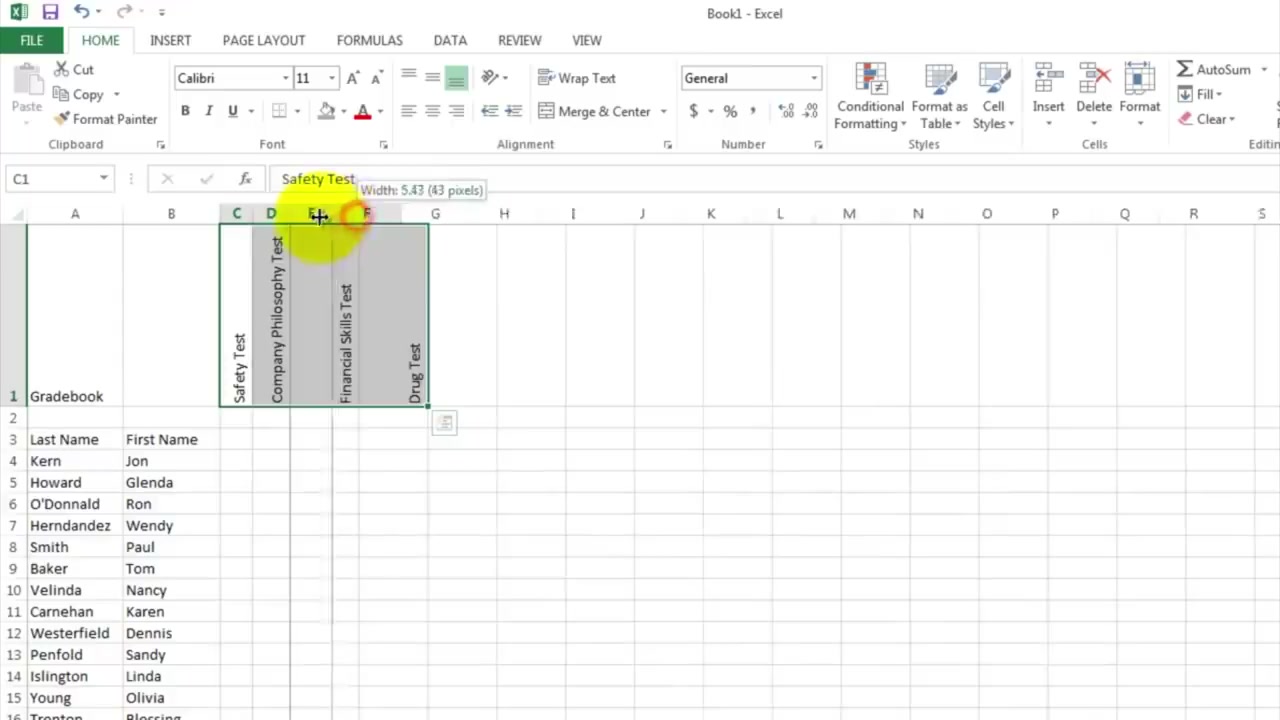 Book1 - Excel
FILE HOME INSERT PAGE LAYOUT FORMULAS DATA REVIEW VIEW
Paste
Cut
Copy
Format Painter
Clipboard
Calibri 11 A A
B I U A
Font
Wrap Text
Merge & Center
Alignment
General
$ % ,
Number
Conditional Formatting
Format as Table
Cell Styles
Styles
Insert
Delete
Format
Cells
AutoSum
Fill
Clear
C1 fx Safety Test
Width: 5.43 (43 pixels)
A B C D E F G H I J K L M N O P Q R S
1 Gradebook Safety Test Company Philosophy Test Financial Skills Test Drug Test
2
3 Last Name First Name
4 Kern Jon
5 Howard Glenda
6 O'Donnald Ron
7 Herndandez Wendy
8 Smith Paul
9 Baker Tom
10 Velinda Nancy
11 Carnehan Karen
12 Westerfield Dennis
13 Penfold Sandy
14 Islington Linda
15 Young Olivia
16 Trenton Blessing